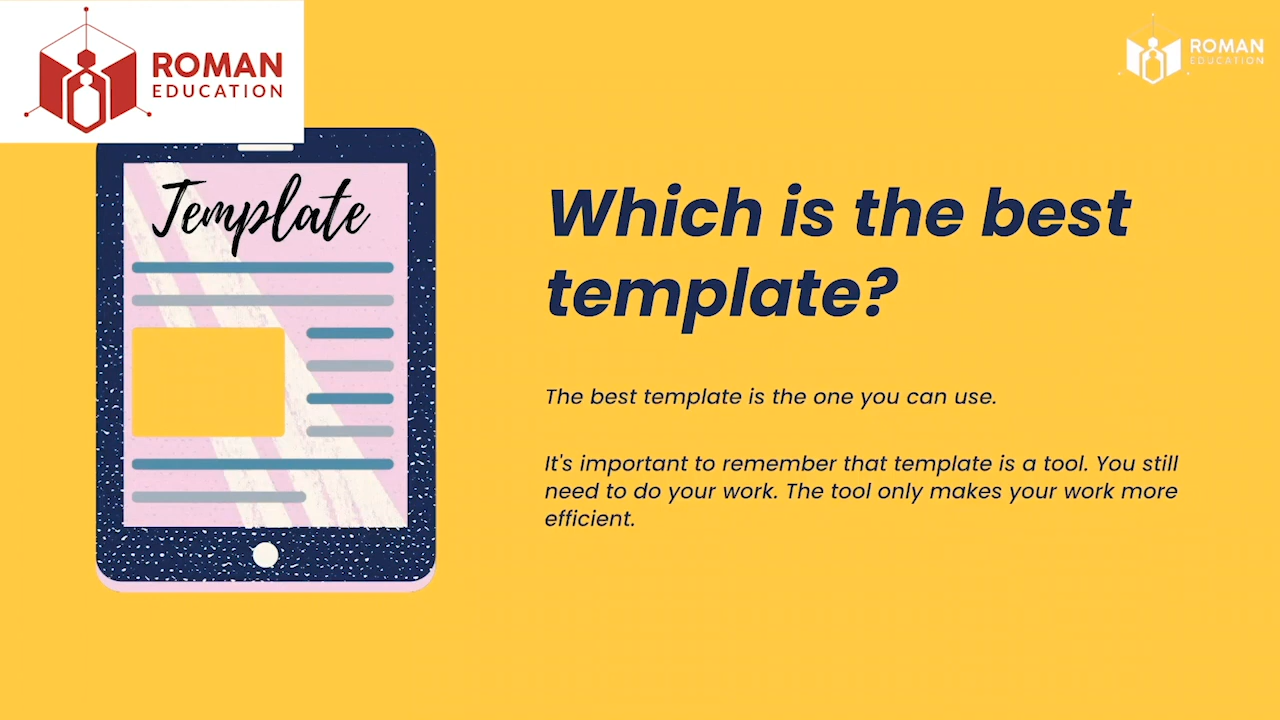 ROMAN
EDUCATION
ROMAN
EDUCATION
Template
Which is the best
template?
The best template is the one you can use.
It's important to remember that template is a tool. You still
need to do your work. The tool only makes your work more
efficient.